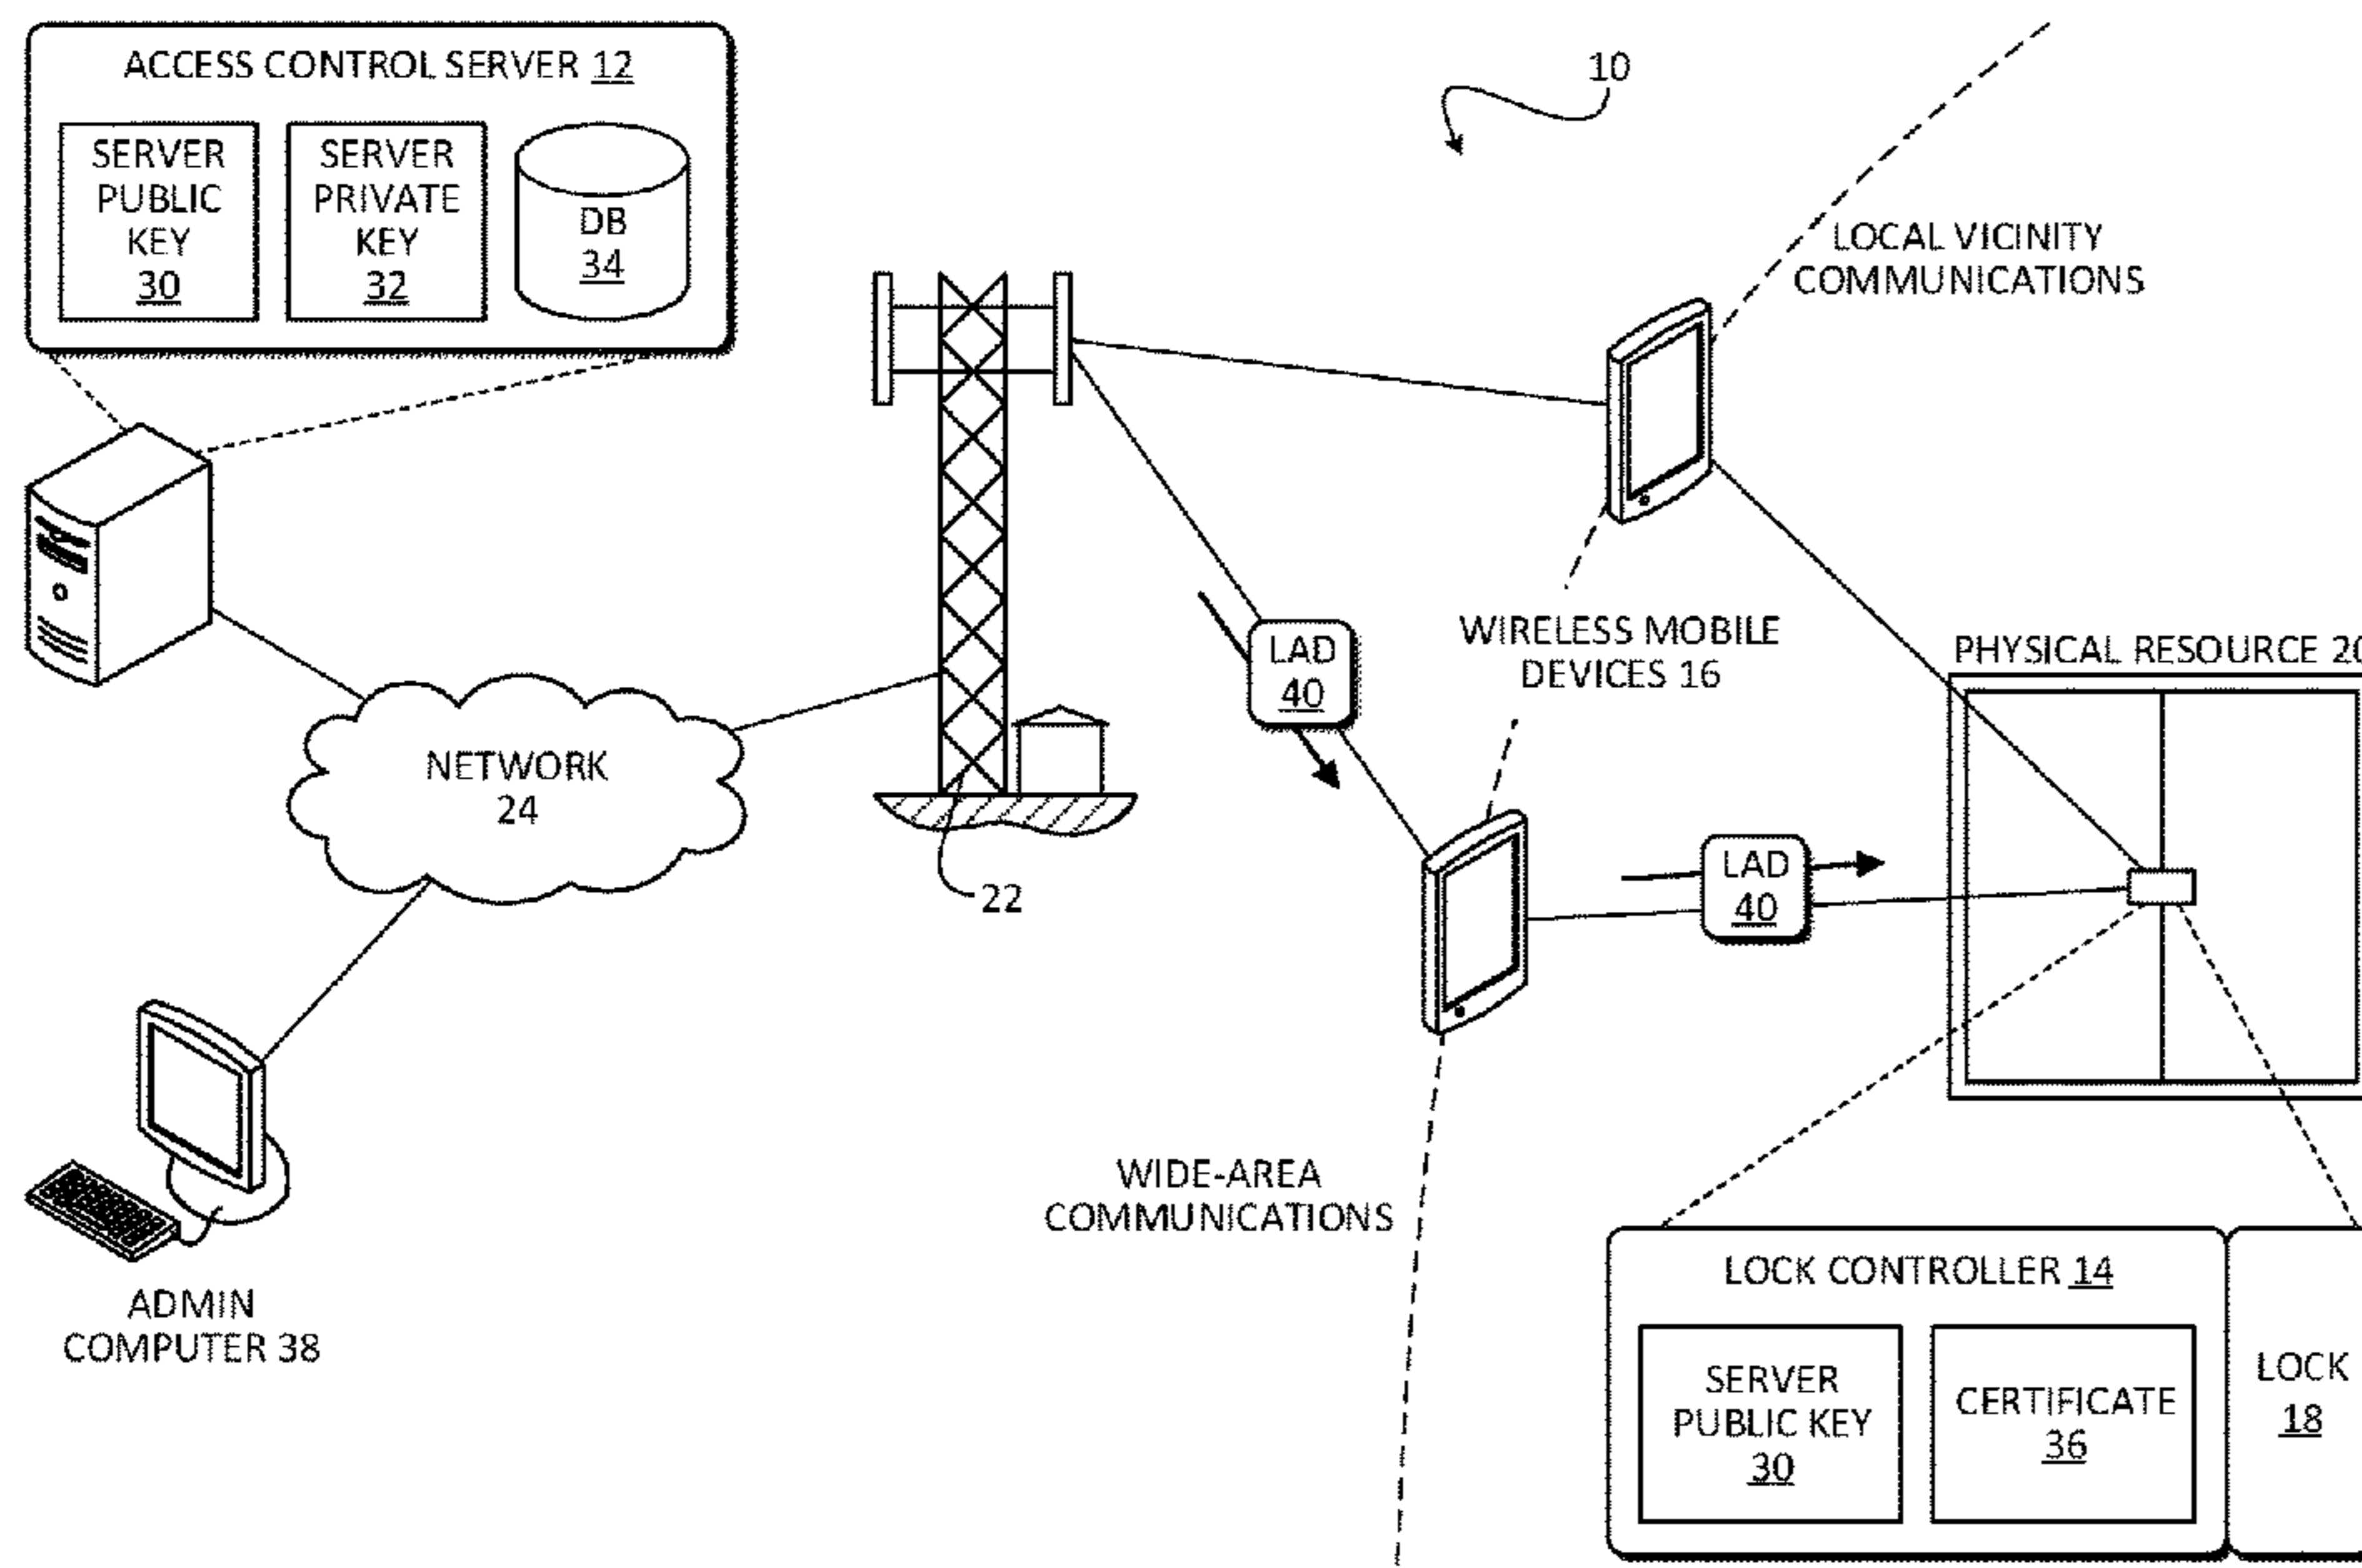 ACCESS CONTROL SERVER 12
SERVER
PUBLIC
KEY
30
SERVER
PRIVATE
KEY
32
DB
34
10
LOCAL VICINITY
COMMUNICATIONS
WIRELESS MOBILE
DEVICES 16
LAD
40
PHYSICAL RESOURCE 20
NETWORK
24
22
LAD
40
WIDE-AREA
COMMUNICATIONS
ADMIN
COMPUTER 38
LOCK CONTROLLER 14
SERVER
PUBLIC KEY
30
CERTIFICATE
36
LOCK
18